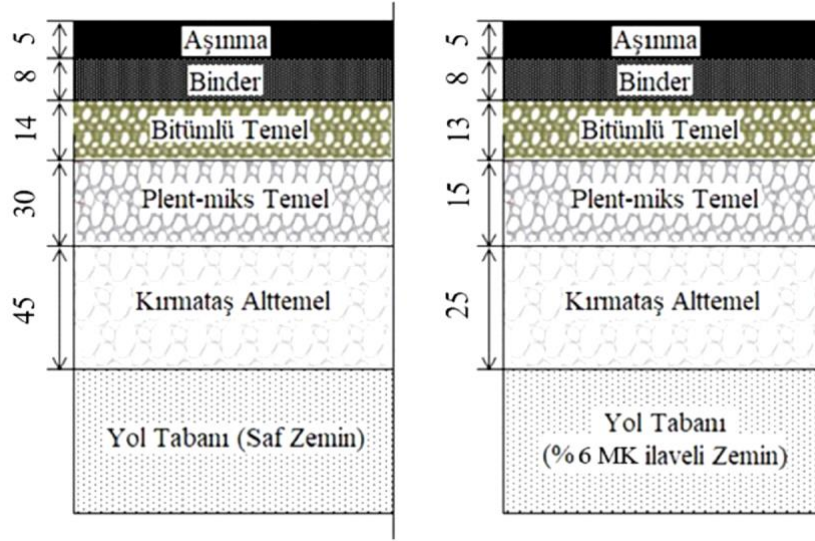 5
Aşınma
8
Binder
14
Bitümlü Temel
30
Plent-miks Temel
45
Kırmataş Alttemel
Yol Tabanı (Saf Zemin)
5
Aşınma
8
Binder
13
Bitümlü Temel
15
Plent-miks Temel
25
Kırmataş Alttemel
Yol Tabanı
(%6 MK ilaveli Zemin)